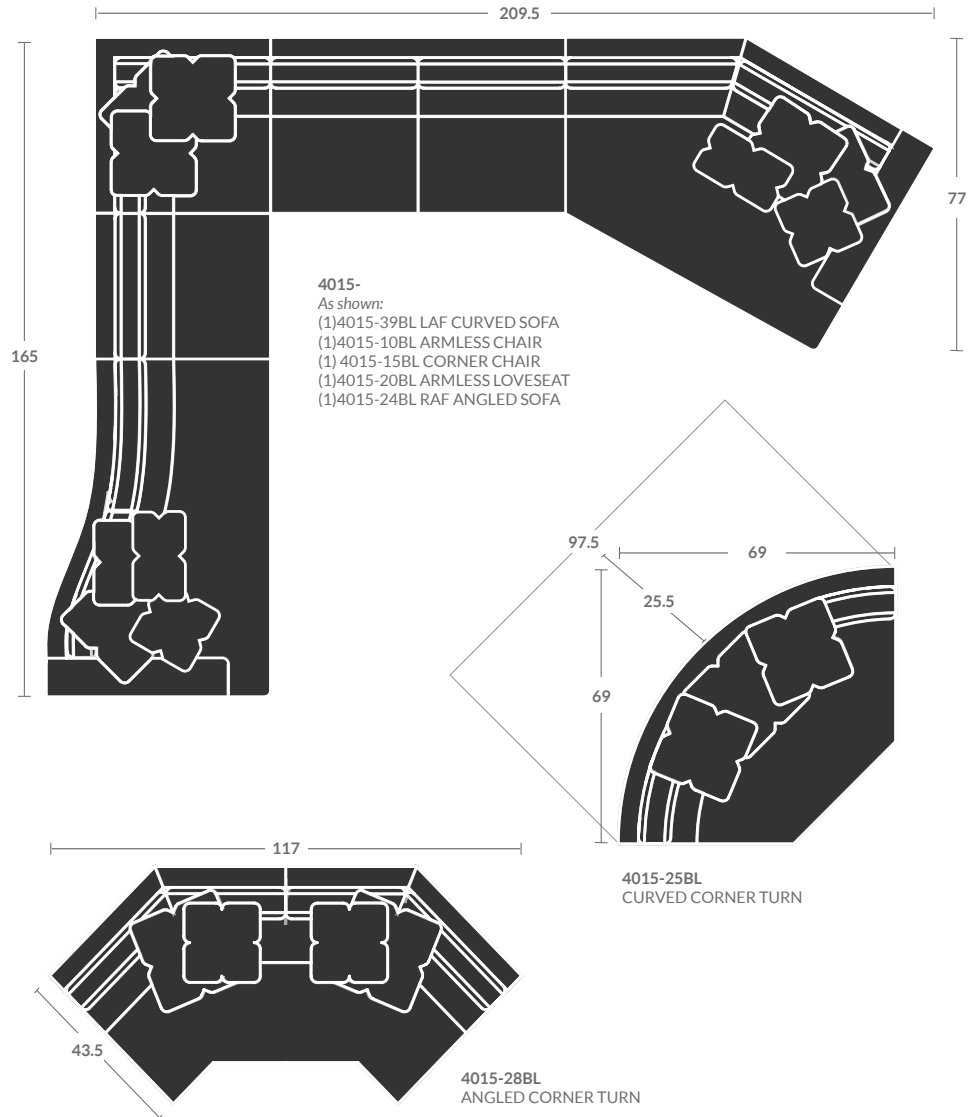 209.5
77
165
4015-
As shown:
(1)4015-39BL LAF CURVED SOFA
(1)4015-10BL ARMLESS CHAIR
(1) 4015-15BL CORNER CHAIR
(1)4015-20BL ARMLESS LOVESEAT
(1)4015-24BL RAF ANGLED SOFA
97.5
69
25.5
69
4015-25BL
CURVED CORNER TURN
117
43.5
4015-28BL
ANGLED CORNER TURN